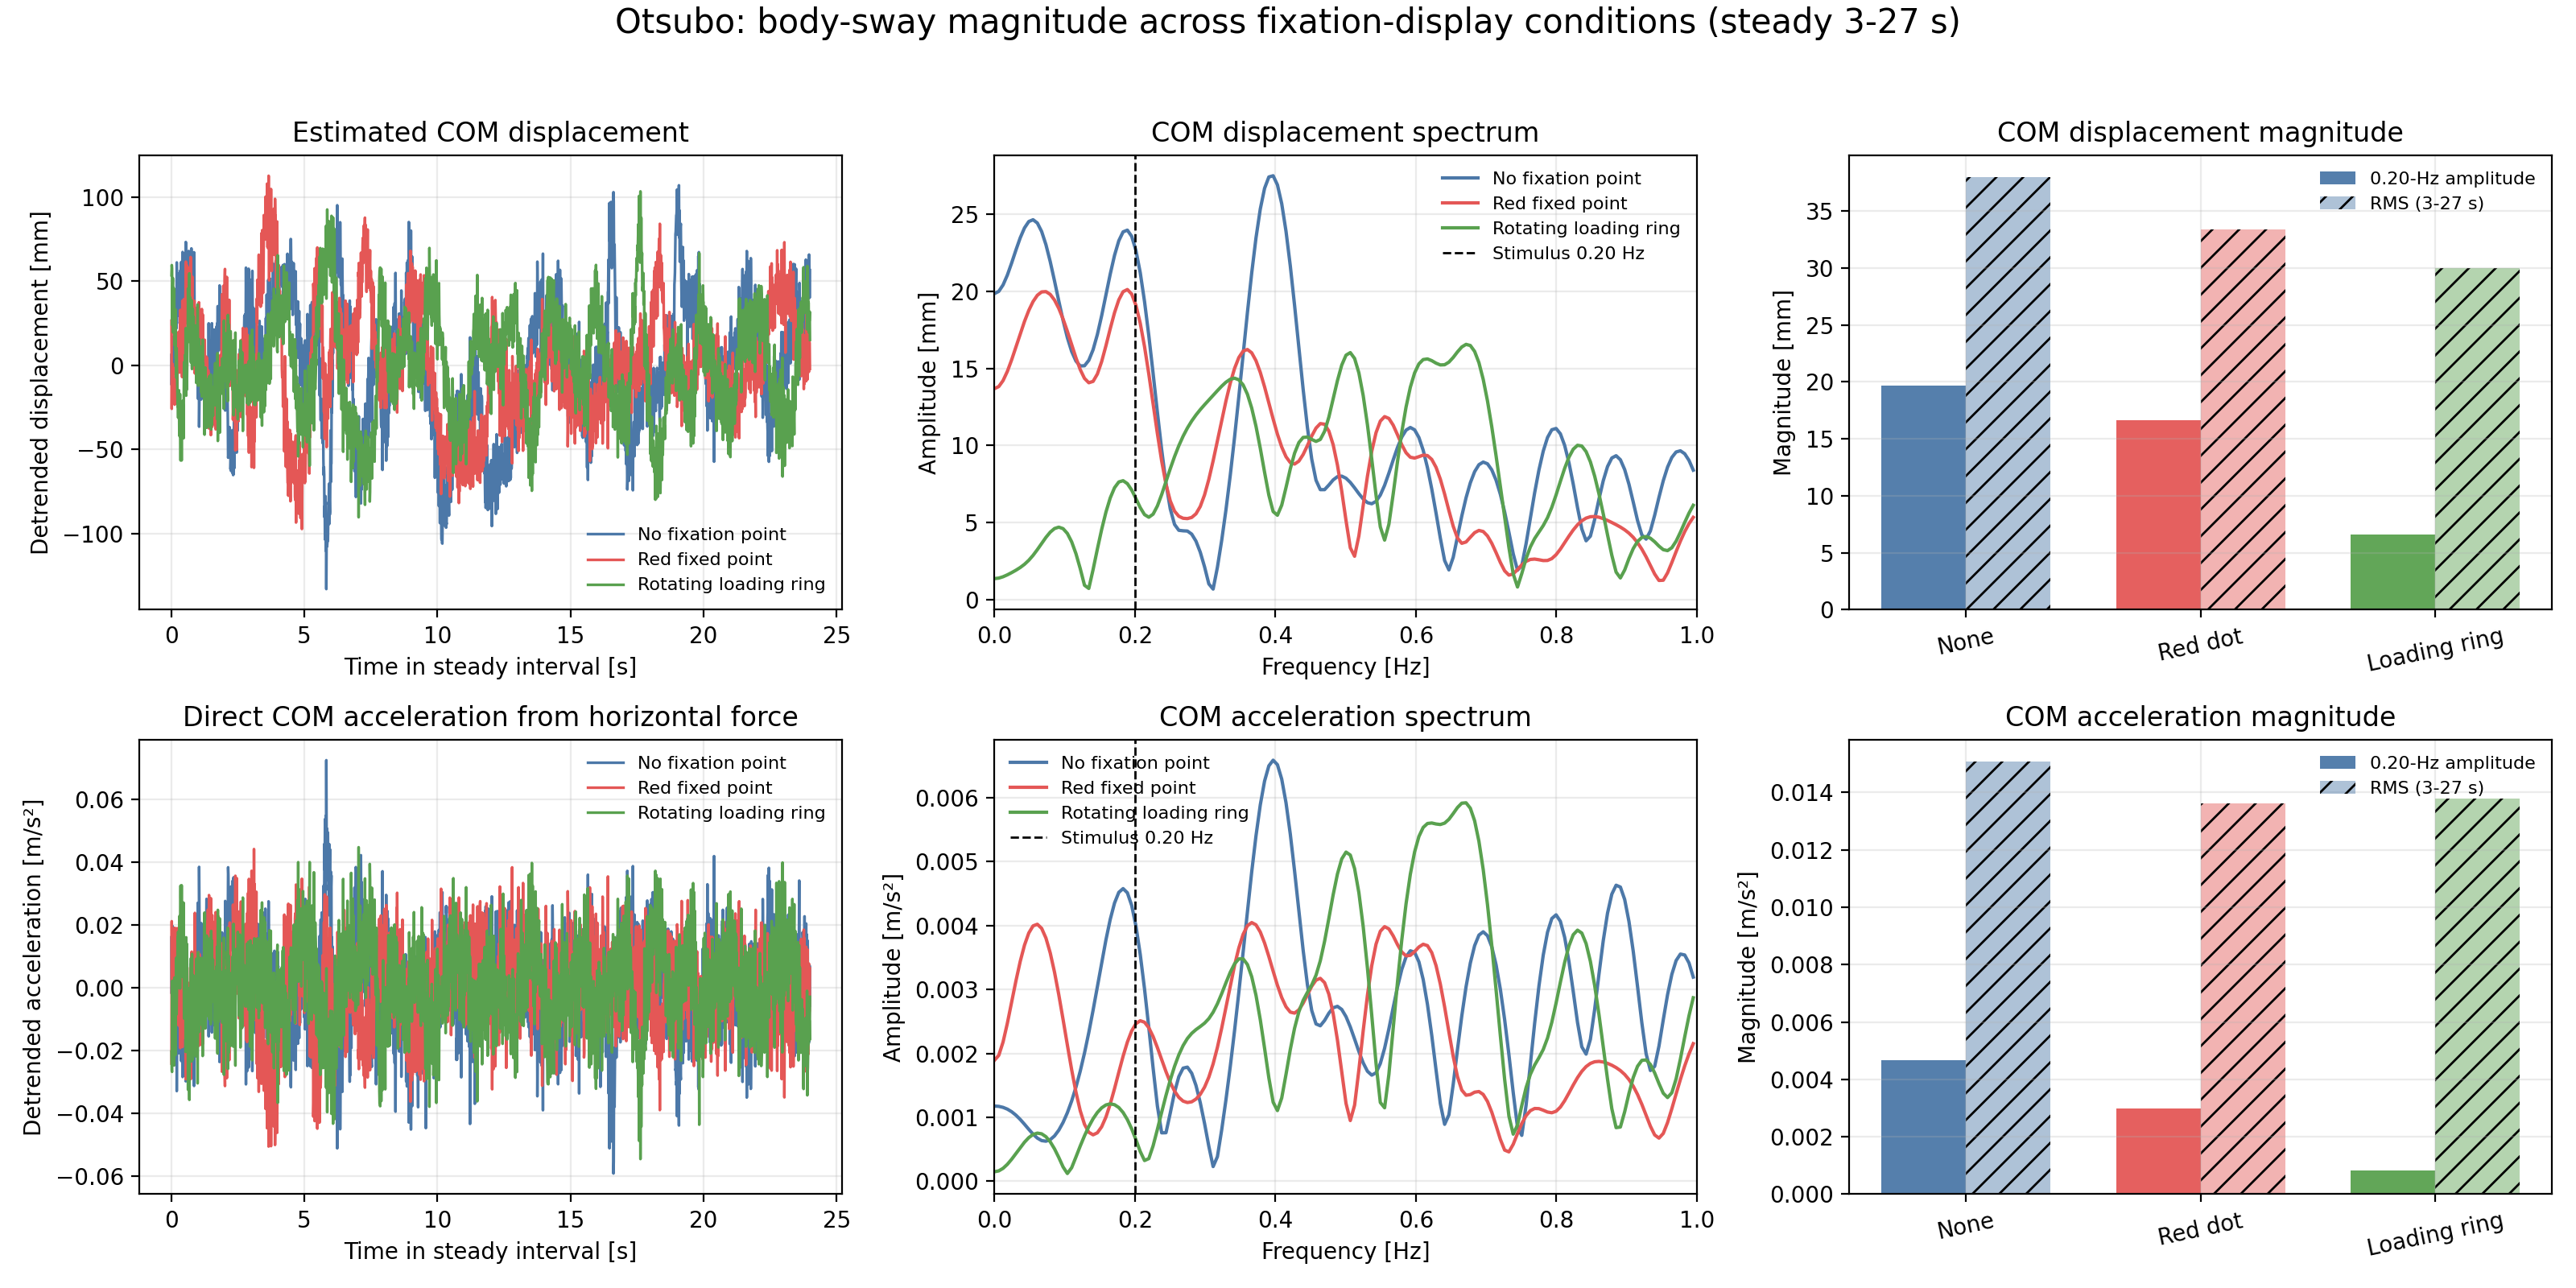 Otsubo: body-sway magnitude across fixation-display conditions (steady 3-27 s)
Estimated COM displacement
Detrended displacement [mm]
100
50
0
−50
−100
No fixation point
Red fixed point
Rotating loading ring
0 5 10 15 20 25
Time in steady interval [s]
COM displacement spectrum
Amplitude [mm]
25
20
15
10
5
0
No fixation point
Red fixed point
Rotating loading ring
Stimulus 0.20 Hz
0.0 0.2 0.4 0.6 0.8 1.0
Frequency [Hz]
COM displacement magnitude
Magnitude [mm]
35
30
25
20
15
10
5
0
0.20-Hz amplitude
RMS (3-27 s)
None Red dot Loading ring
Direct COM acceleration from horizontal force
Detrended acceleration [m/s²]
0.06
0.04
0.02
0.00
−0.02
−0.04
−0.06
No fixation point
Red fixed point
Rotating loading ring
0 5 10 15 20 25
Time in steady interval [s]
COM acceleration spectrum
Amplitude [m/s²]
0.006
0.005
0.004
0.003
0.002
0.001
0.000
No fixation point
Red fixed point
Rotating loading ring
Stimulus 0.20 Hz
0.0 0.2 0.4 0.6 0.8 1.0
Frequency [Hz]
COM acceleration magnitude
Magnitude [m/s²]
0.014
0.012
0.010
0.008
0.006
0.004
0.002
0.000
0.20-Hz amplitude
RMS (3-27 s)
None Red dot Loading ring